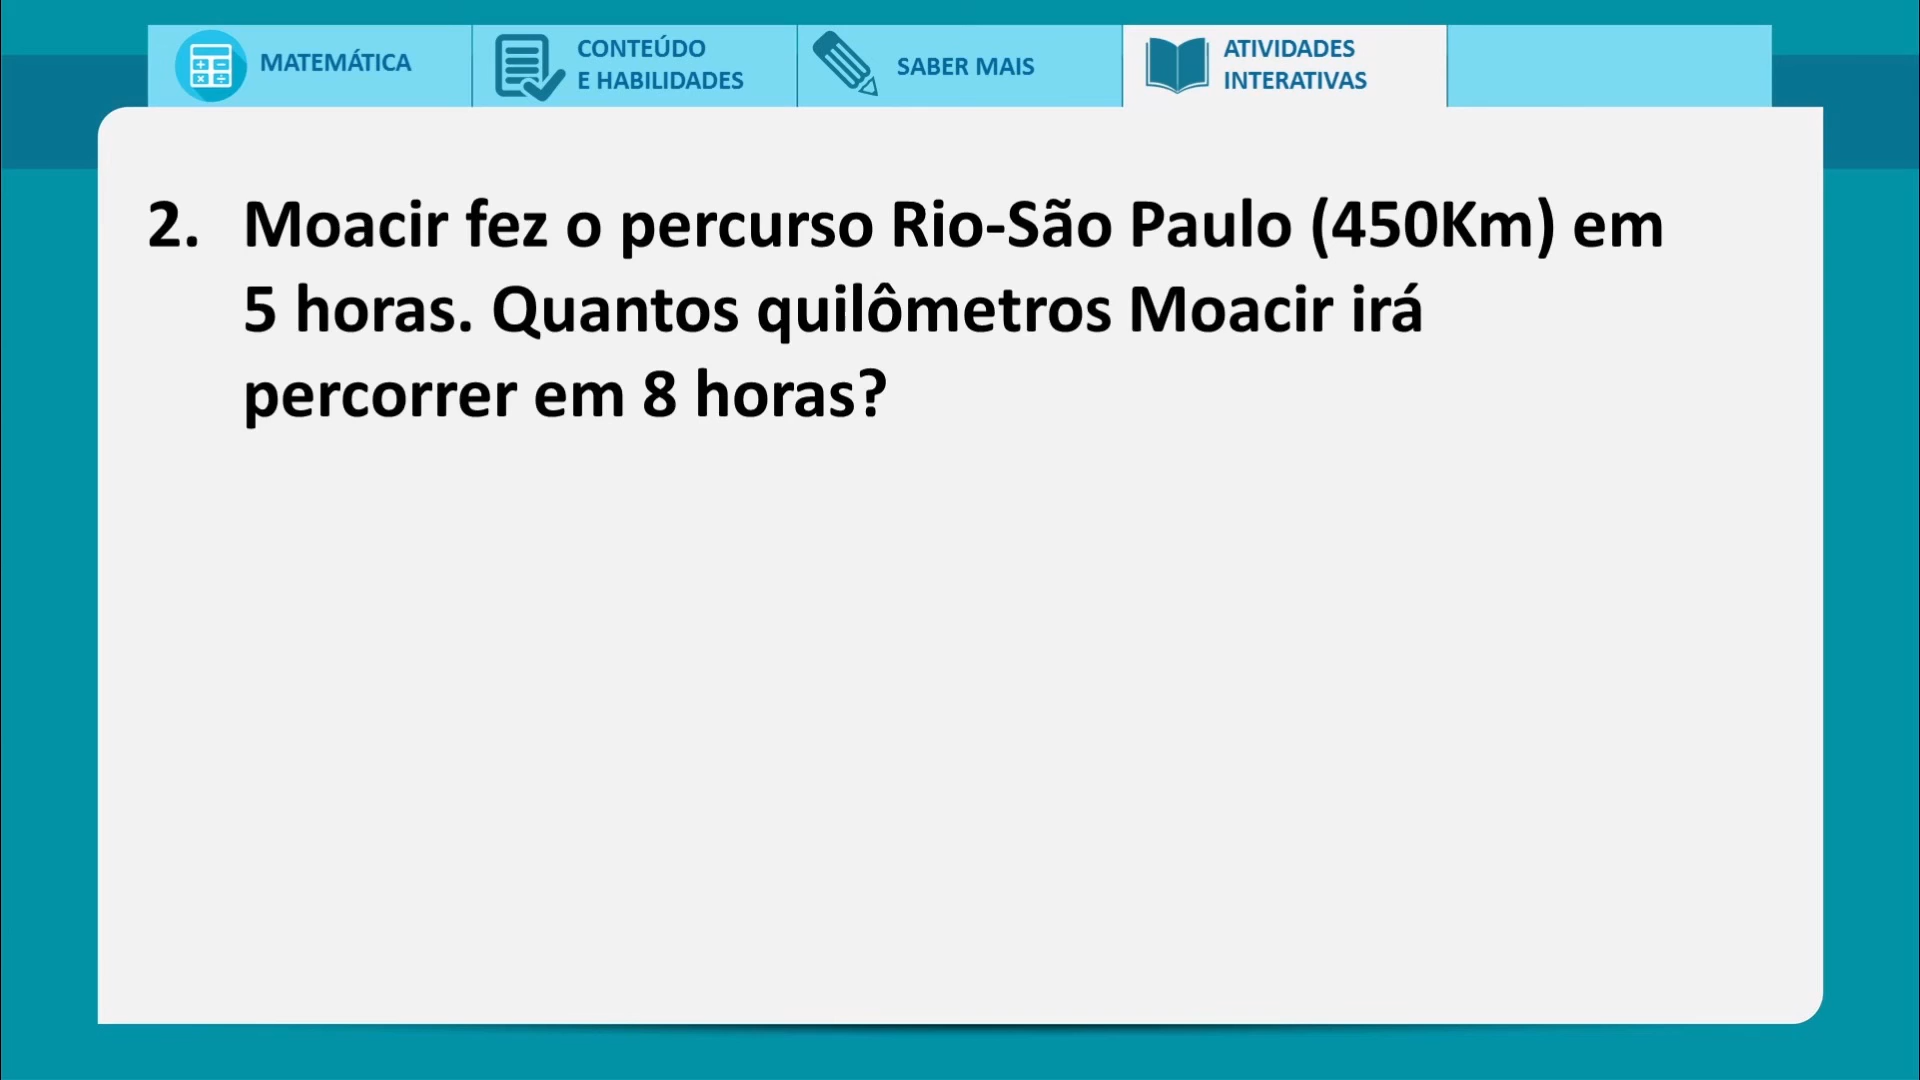 MATEMÁTICA
CONTEÚDO
E HABILIDADES
SABER MAIS
ATIVIDADES
INTERATIVAS
2. Moacir fez o percurso Rio-São Paulo (450Km) em
5 horas. Quantos quilômetros Moacir irá
percorrer em 8 horas?